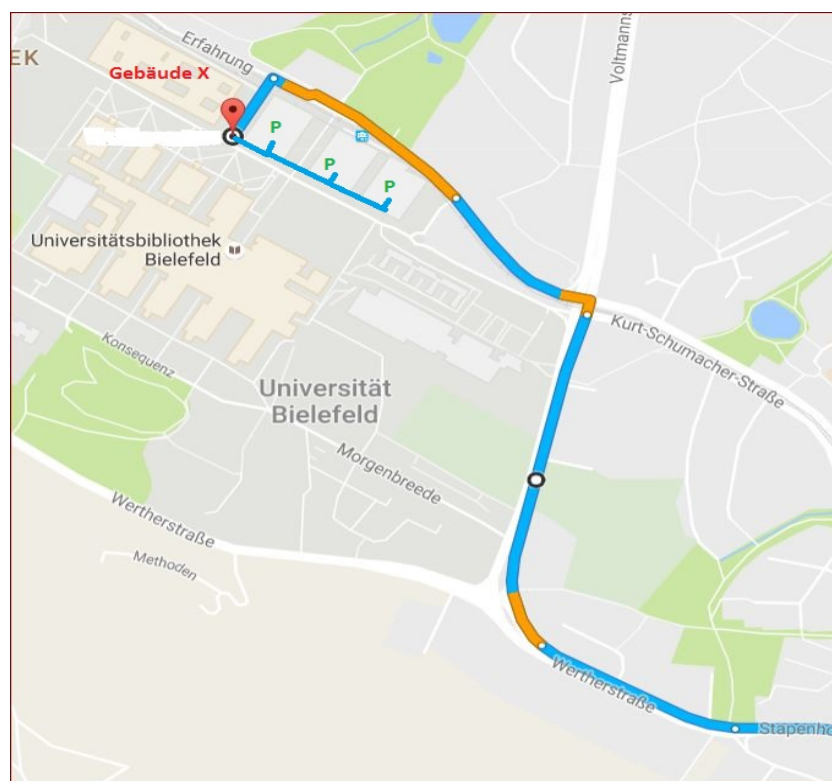 EK
Erfahrung
Voltmanns
Gebäude X
P
P
P
Universitätsbibliothek
Bielefeld
Konsequenz
Kurt-Schumacher-Straße
Universität
Bielefeld
Morgenbreede
Wertherstraße
Methoden
Wertherstraße
Stapenho